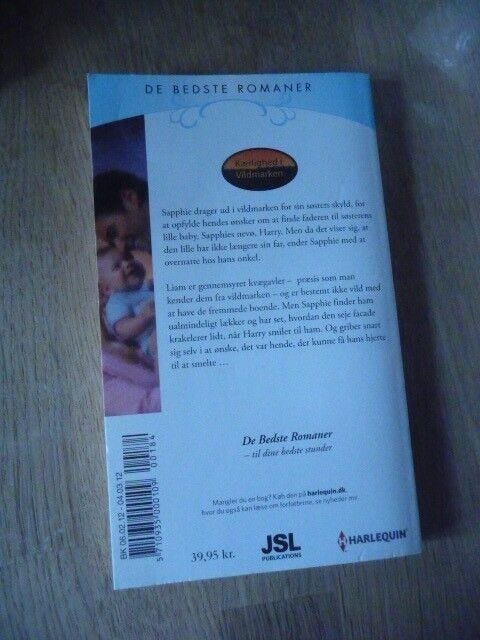 DE BEDSTE ROMANER
Kærlighed i
Vildmarken
Sapphie drager ud i vildmarken for sin søsters skyld, for
at opfylde hendes ønsker om at finde faderen til søsterens
lille baby, Sapphies nevø, Harry. Men da det viser sig, at
den lille har ikke længere sin far, ender Sapphie med at
overnatte hos hans onkel.
Liam er gennemsyret kvægavler – præcis som man
kender dem fra vildmarken – og er bestemt ikke vild med
at have de fremmede boende. Men Sapphie finder ham
ualmindeligt lækker og har set, hvordan den seje facade
krakelerer lidt, når Harry smiler til ham. Og griber snart
sig selv i at ønske, det var hende, der kunne få hans hjerte
til at smelte …
De Bedste Romaner
– til dine bedste stunder
Mangler du en bog? Køb den på harlequin.dk,
hvor du også kan læse om forfatterne, se nyheder mv.
BK 06.02.12 - 04.03.12
5 710935 000109
00184
39,95 kr.
JSL
PUBLICATIONS
HARLEQUIN